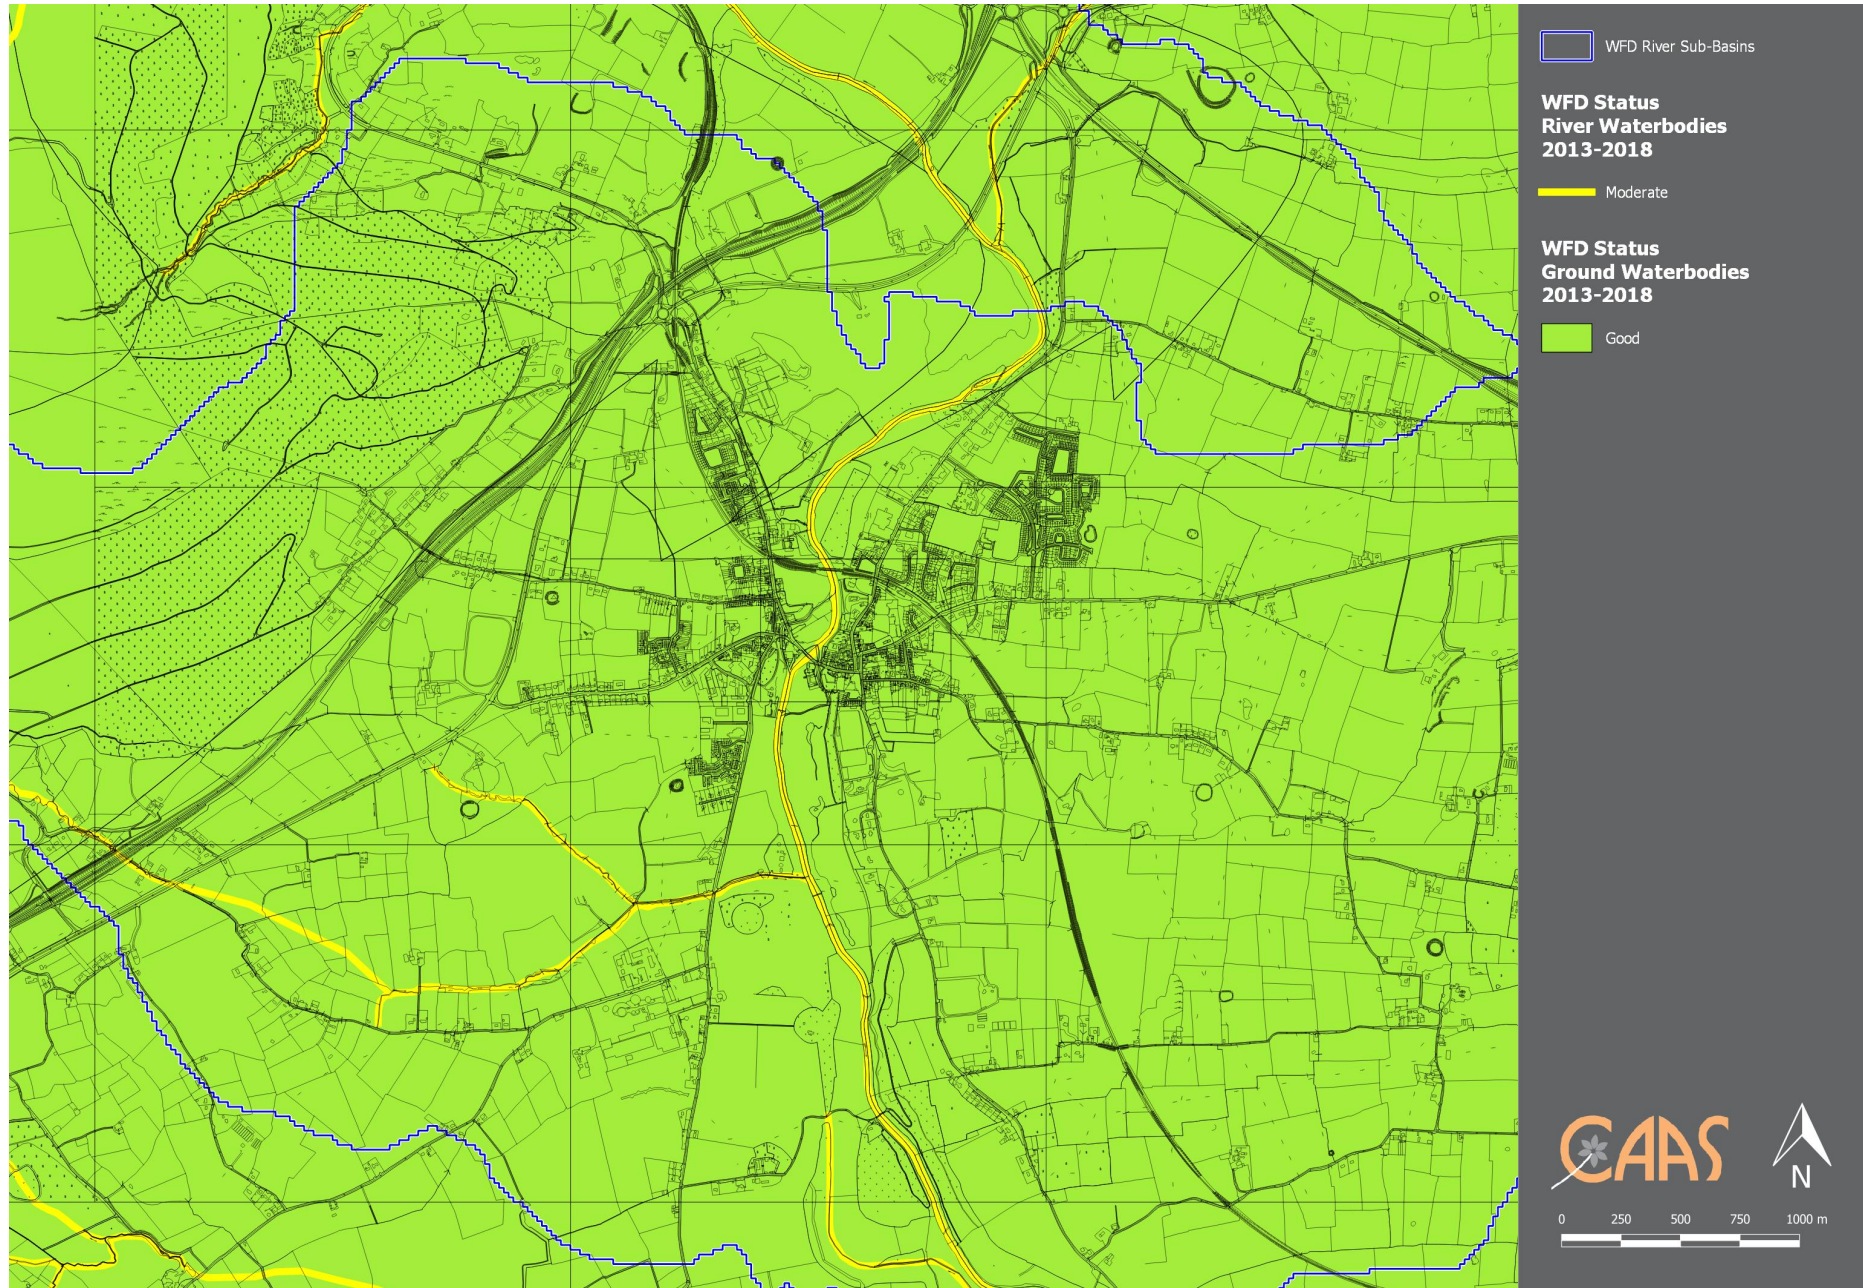 WFD River Sub-Basins
WFD Status
River Waterbodies
2013-2018
Moderate
WFD Status
Ground Waterbodies
2013-2018
Good
CAAS
N
0 250 500 750 1000 m